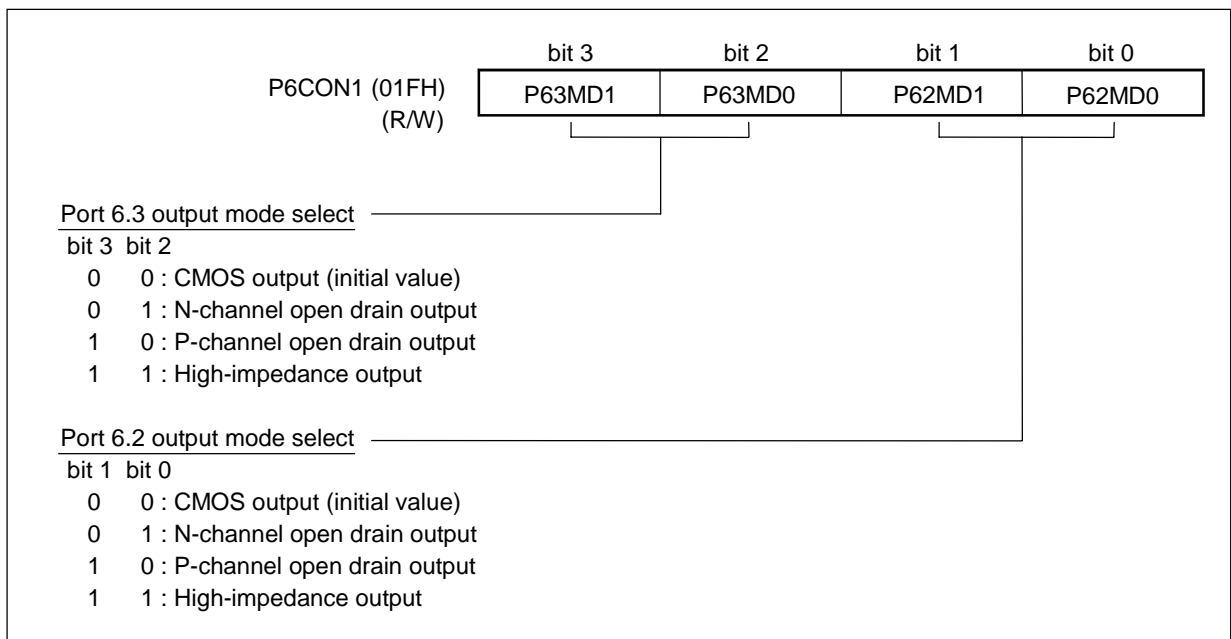 bit 3 bit 2 bit 1 bit 0
P6CON1 (01FH) P63MD1 P63MD0 P62MD1 P62MD0
(R/W)
Port 6.3 output mode select
bit 3 bit 2
0 0 : CMOS output (initial value)
0 1 : N-channel open drain output
1 0 : P-channel open drain output
1 1 : High-impedance output
Port 6.2 output mode select
bit 1 bit 0
0 0 : CMOS output (initial value)
0 1 : N-channel open drain output
1 0 : P-channel open drain output
1 1 : High-impedance output